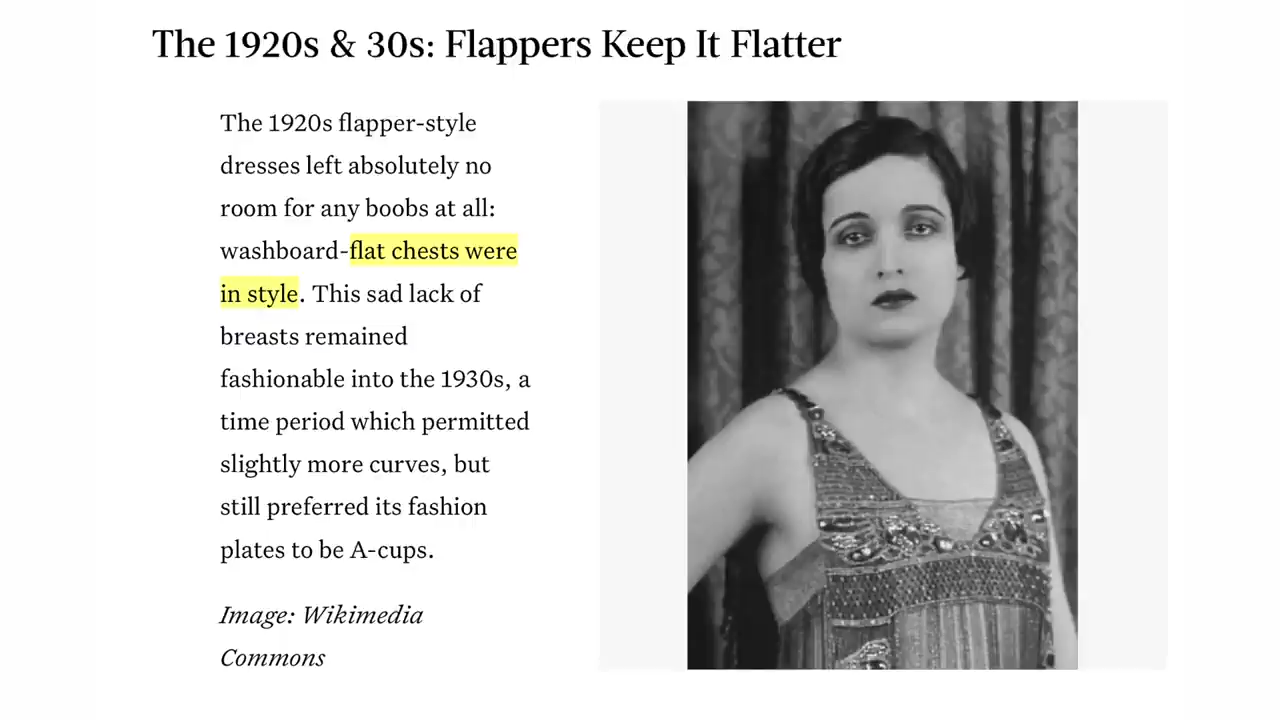 The 1920s & 30s: Flappers Keep It Flatter
The 1920s flapper-style
dresses left absolutely no
room for any boobs at all:
washboard-flat chests were
in style. This sad lack of
breasts remained
fashionable into the 1930s, a
time period which permitted
slightly more curves, but
still preferred its fashion
plates to be A-cups.
Image: Wikimedia
Commons